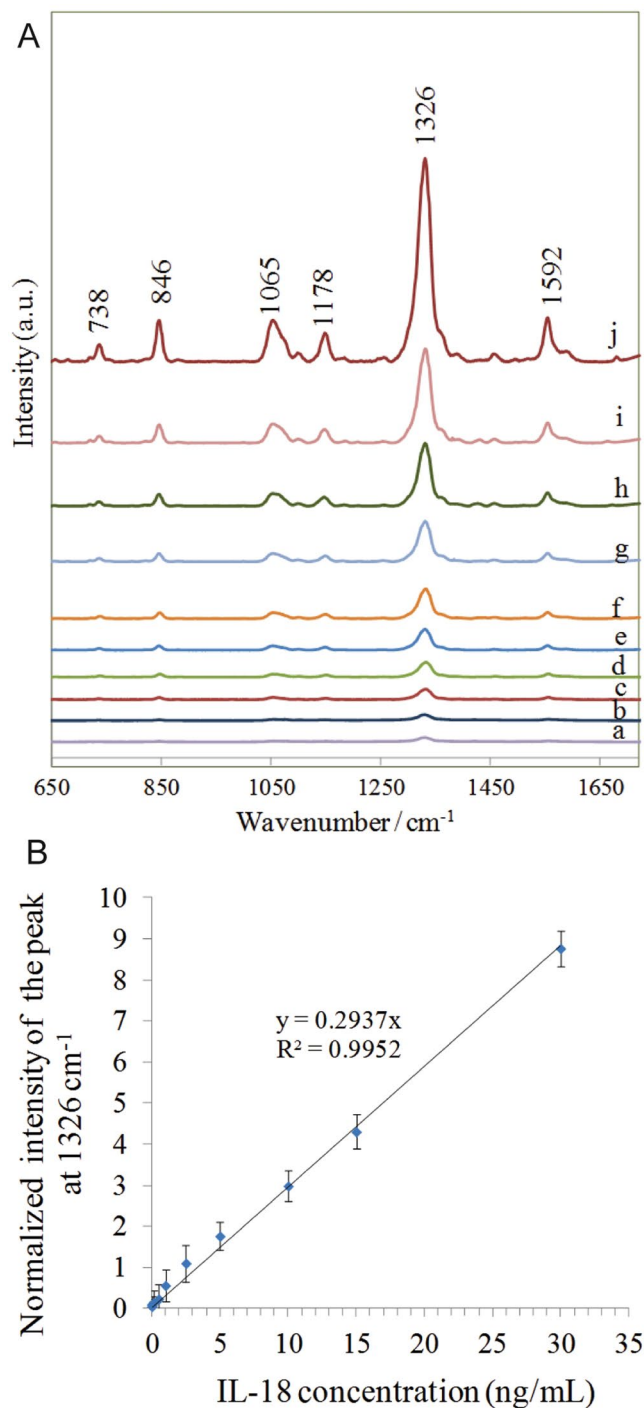 A
1326
738
846
1065
1178
1592
Intensity (a.u.)
j
i
h
g
f
e
d
c
b
a
650 850 1050 1250 1450 1650
Wavenumber / cm⁻¹
B
10
9
8
7
6
5
4
3
2
1
0
Normalized intensity of the peak
at 1326 cm⁻¹
y = 0.2937x
R² = 0.9952
0 5 10 15 20 25 30 35
IL-18 concentration (ng/mL)